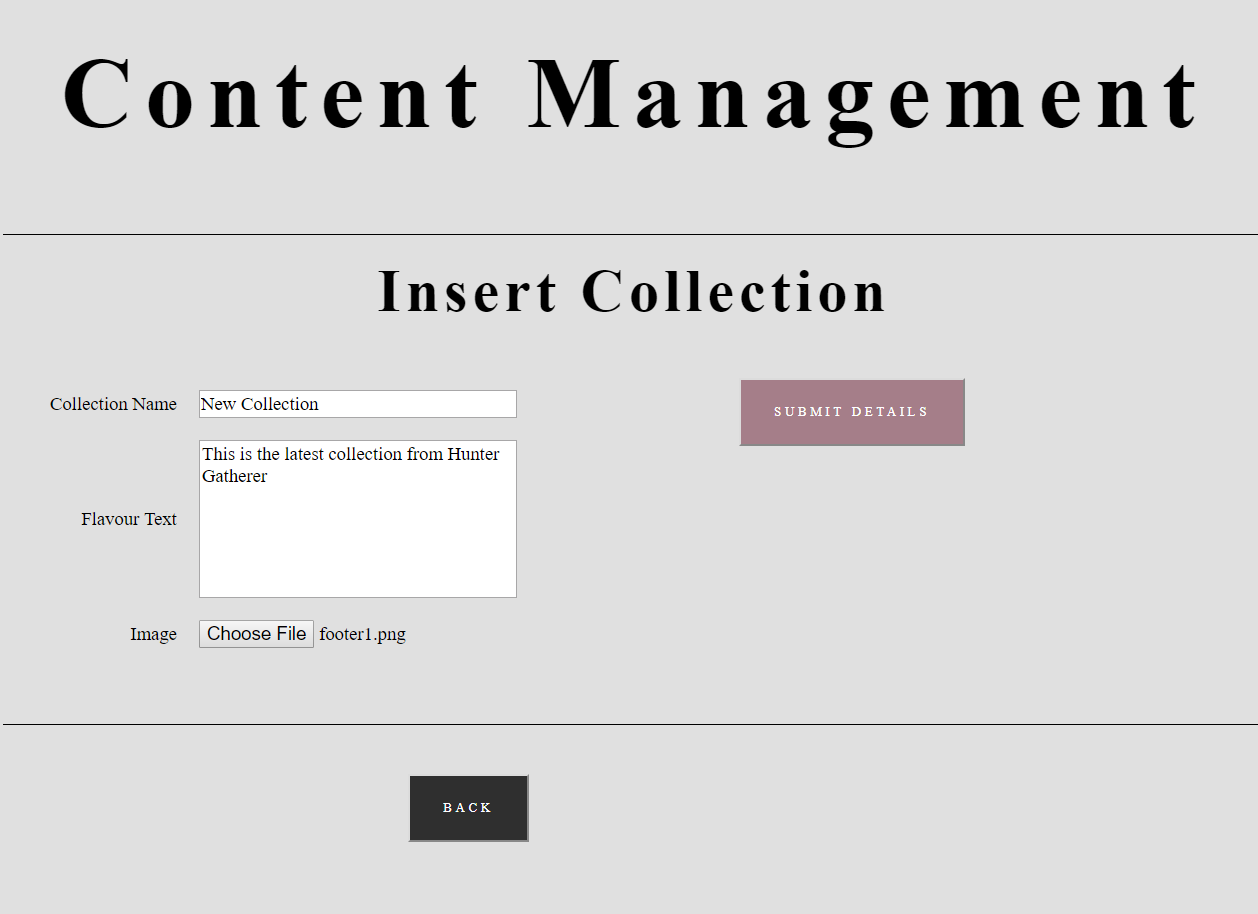 Content Management
Insert Collection
Collection Name
New Collection
SUBMIT DETAILS
Flavour Text
This is the latest collection from Hunter
Gatherer
Image
Choose File footer1.png
BACK